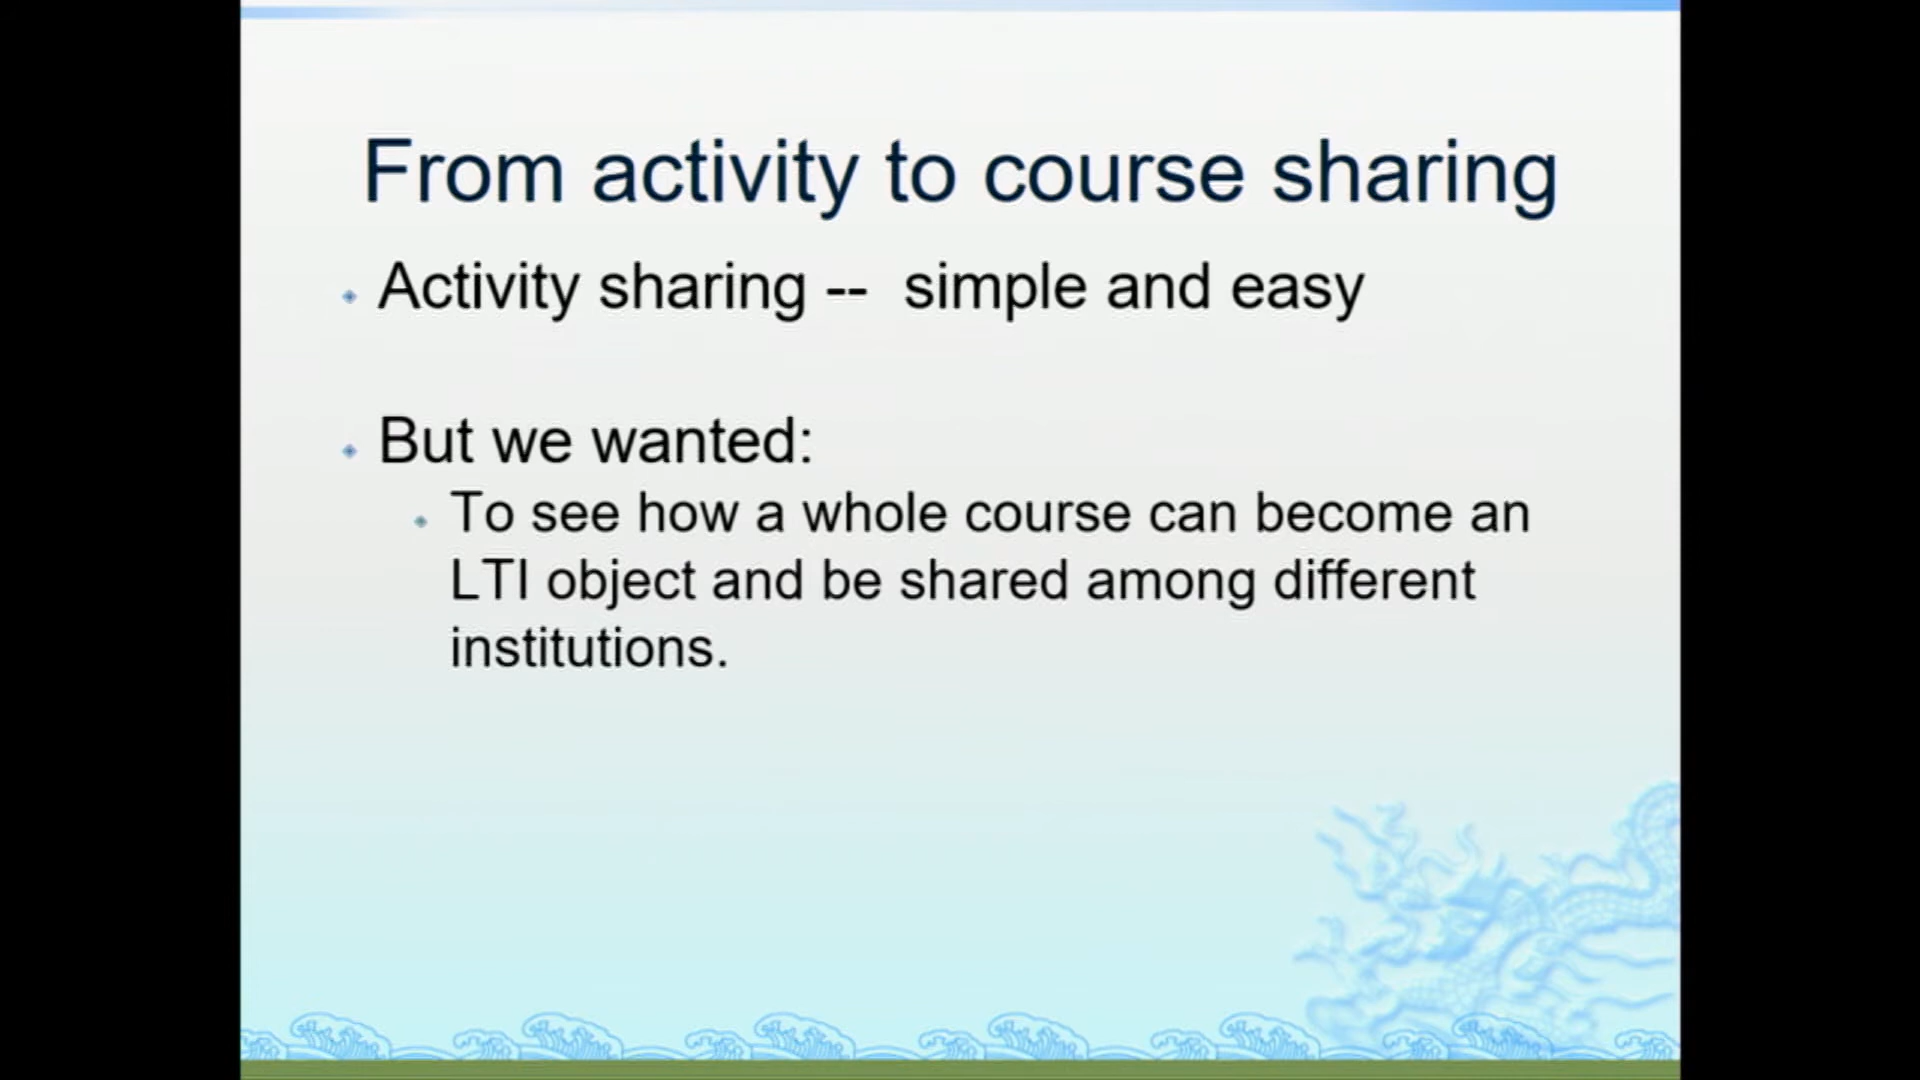 From activity to course sharing
Activity sharing --  simple and easy
But we wanted:
To see how a whole course can become an
LTI object and be shared among different
institutions.